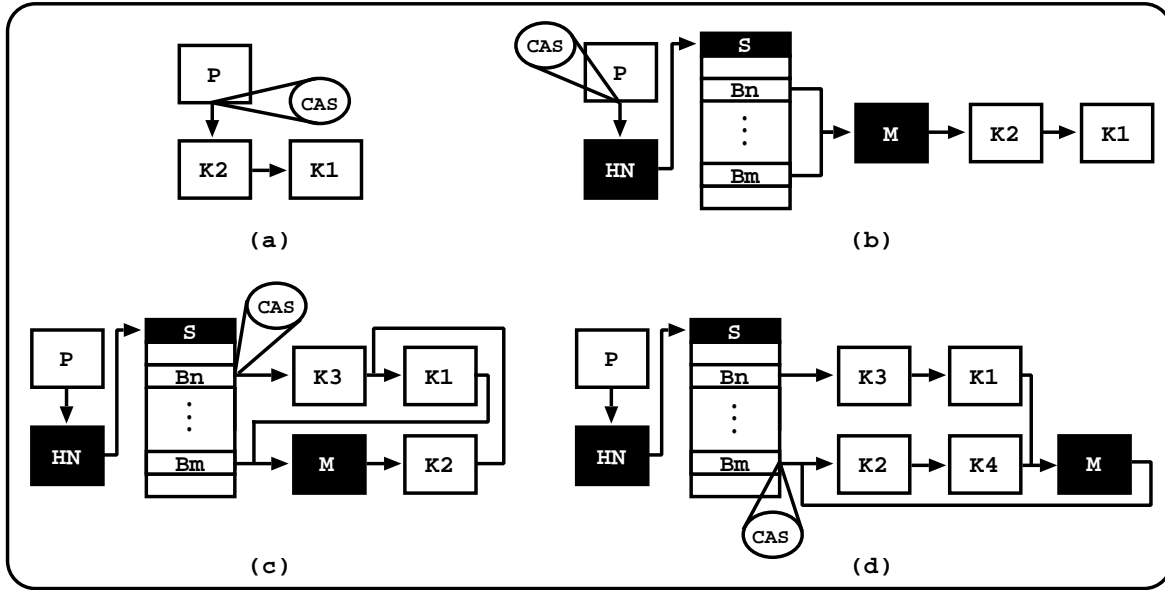 P
CAS
K2
K1
(a)
CAS
P
HN
S
Bn
⋮
Bm
M
K2
K1
(b)
P
HN
S
Bn
⋮
Bm
CAS
K3
K1
M
K2
(c)
P
HN
S
Bn
⋮
Bm
CAS
K3
K1
K2
K4
M
(d)